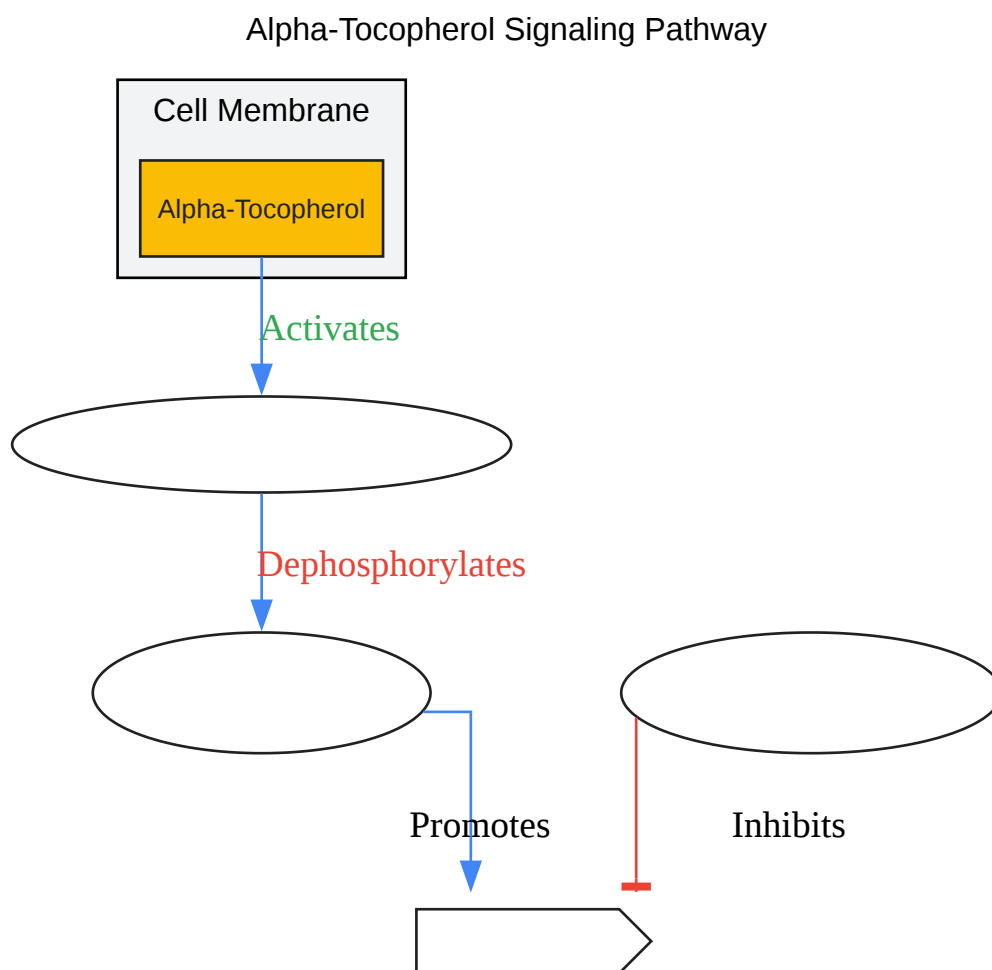 Alpha-Tocopherol Signaling Pathway
Cell Membrane
Alpha-Tocopherol
Activates
Dephosphorylates
Promotes
Inhibits